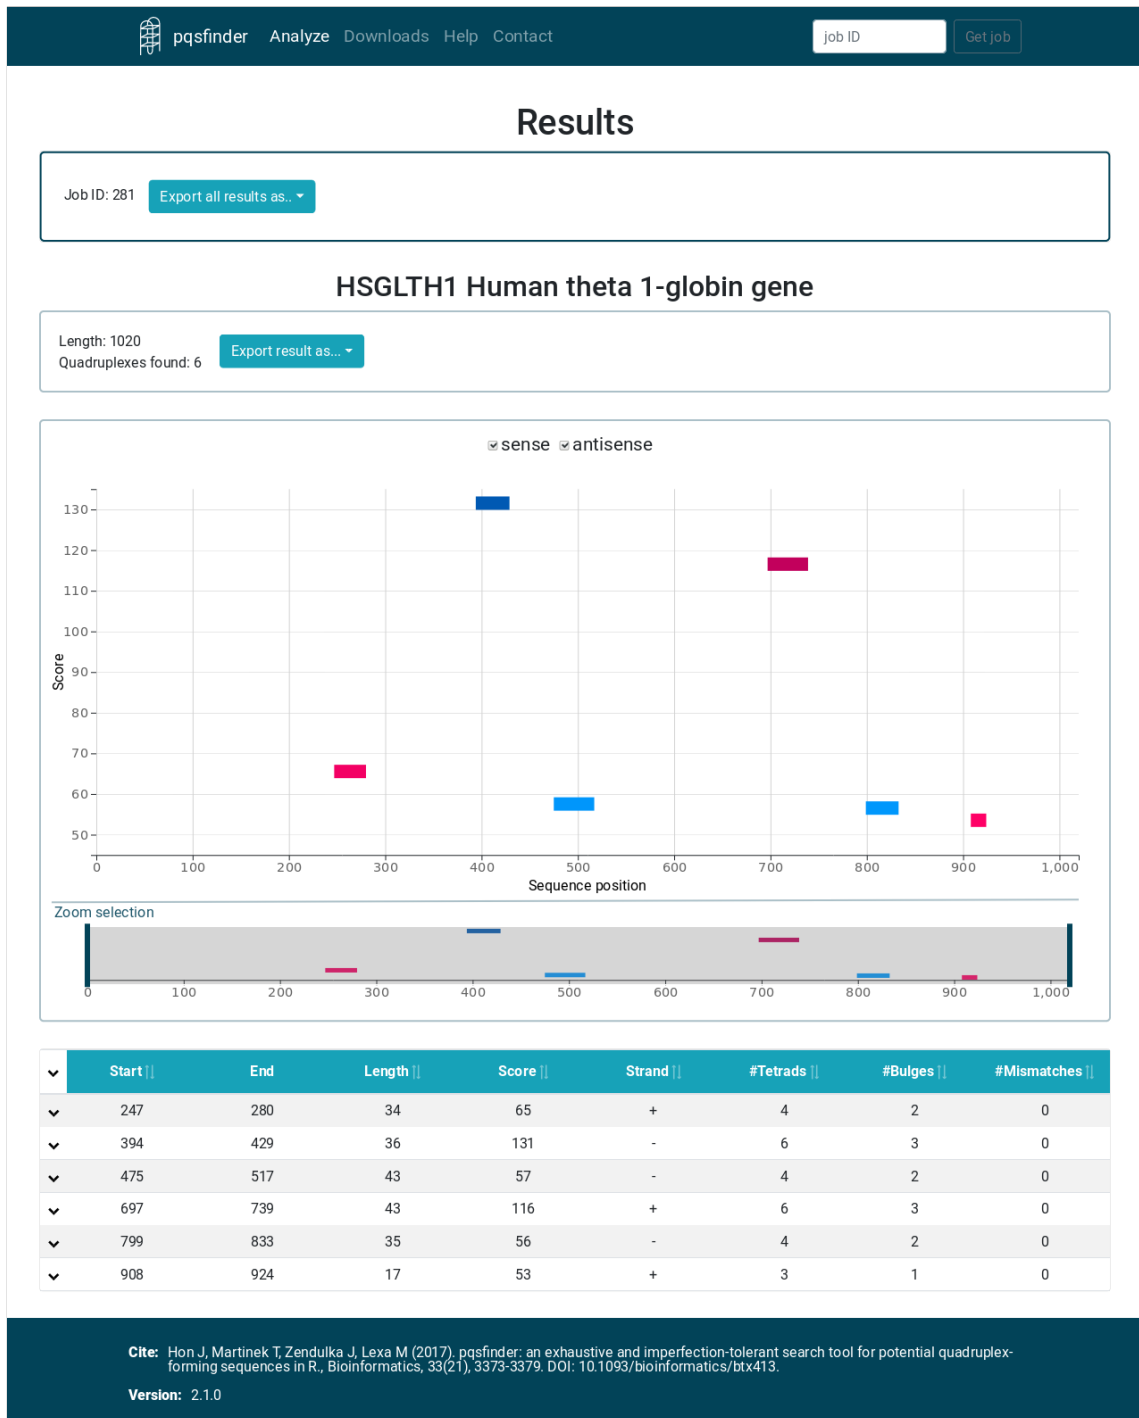 pqsfinder Analyze Downloads Help Contact job ID Get job
Results
Job ID: 281 Export all results as..
HSGLTH1 Human theta 1-globin gene
Length: 1020
Quadruplexes found: 6
Export result as...
sense antisense
130
120
110
100
90
80
70
60
50
Score
0 100 200 300 400 500 600 700 800 900 1,000
Sequence position
Zoom selection
0 100 200 300 400 500 600 700 800 900 1,000
Start End Length Score Strand #Tetrads #Bulges #Mismatches
247 280 34 65 + 4 2 0
394 429 36 131 - 6 3 0
475 517 43 57 - 4 2 0
697 739 43 116 + 6 3 0
799 833 35 56 - 4 2 0
908 924 17 53 + 3 1 0
Cite: Hon J, Martinek T, Zendulka J, Lexa M (2017). pqsfinder: an exhaustive and imperfection-tolerant search tool for potential quadruplex-
forming sequences in R., Bioinformatics, 33(21), 3373-3379. DOI: 10.1093/bioinformatics/btx413.
Version: 2.1.0